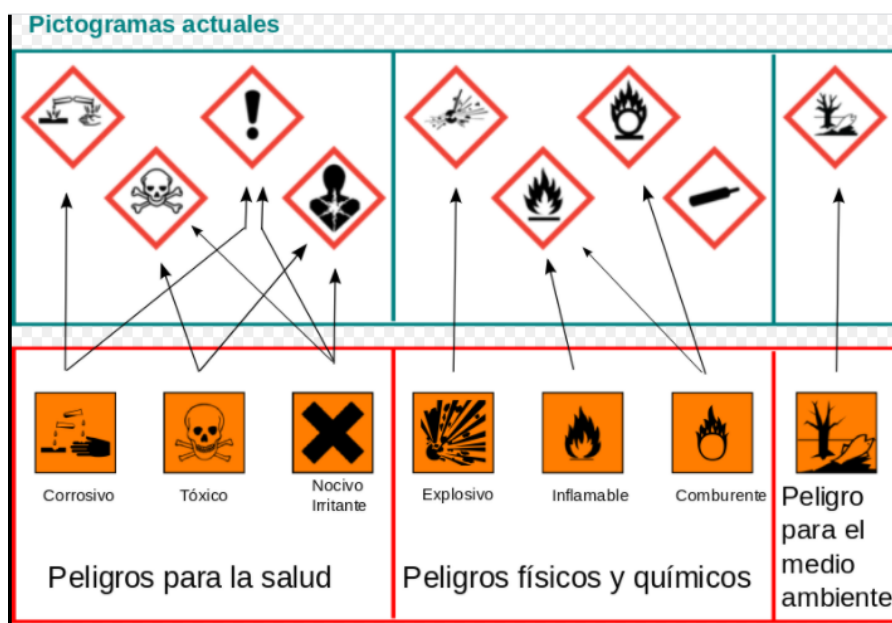 Pictogramas actuales
Corrosivo
Tóxico
Nocivo
Irritante
Explosivo
Inflamable
Comburente
Peligro
para el
medio
ambiente
Peligros para la salud
Peligros físicos y químicos